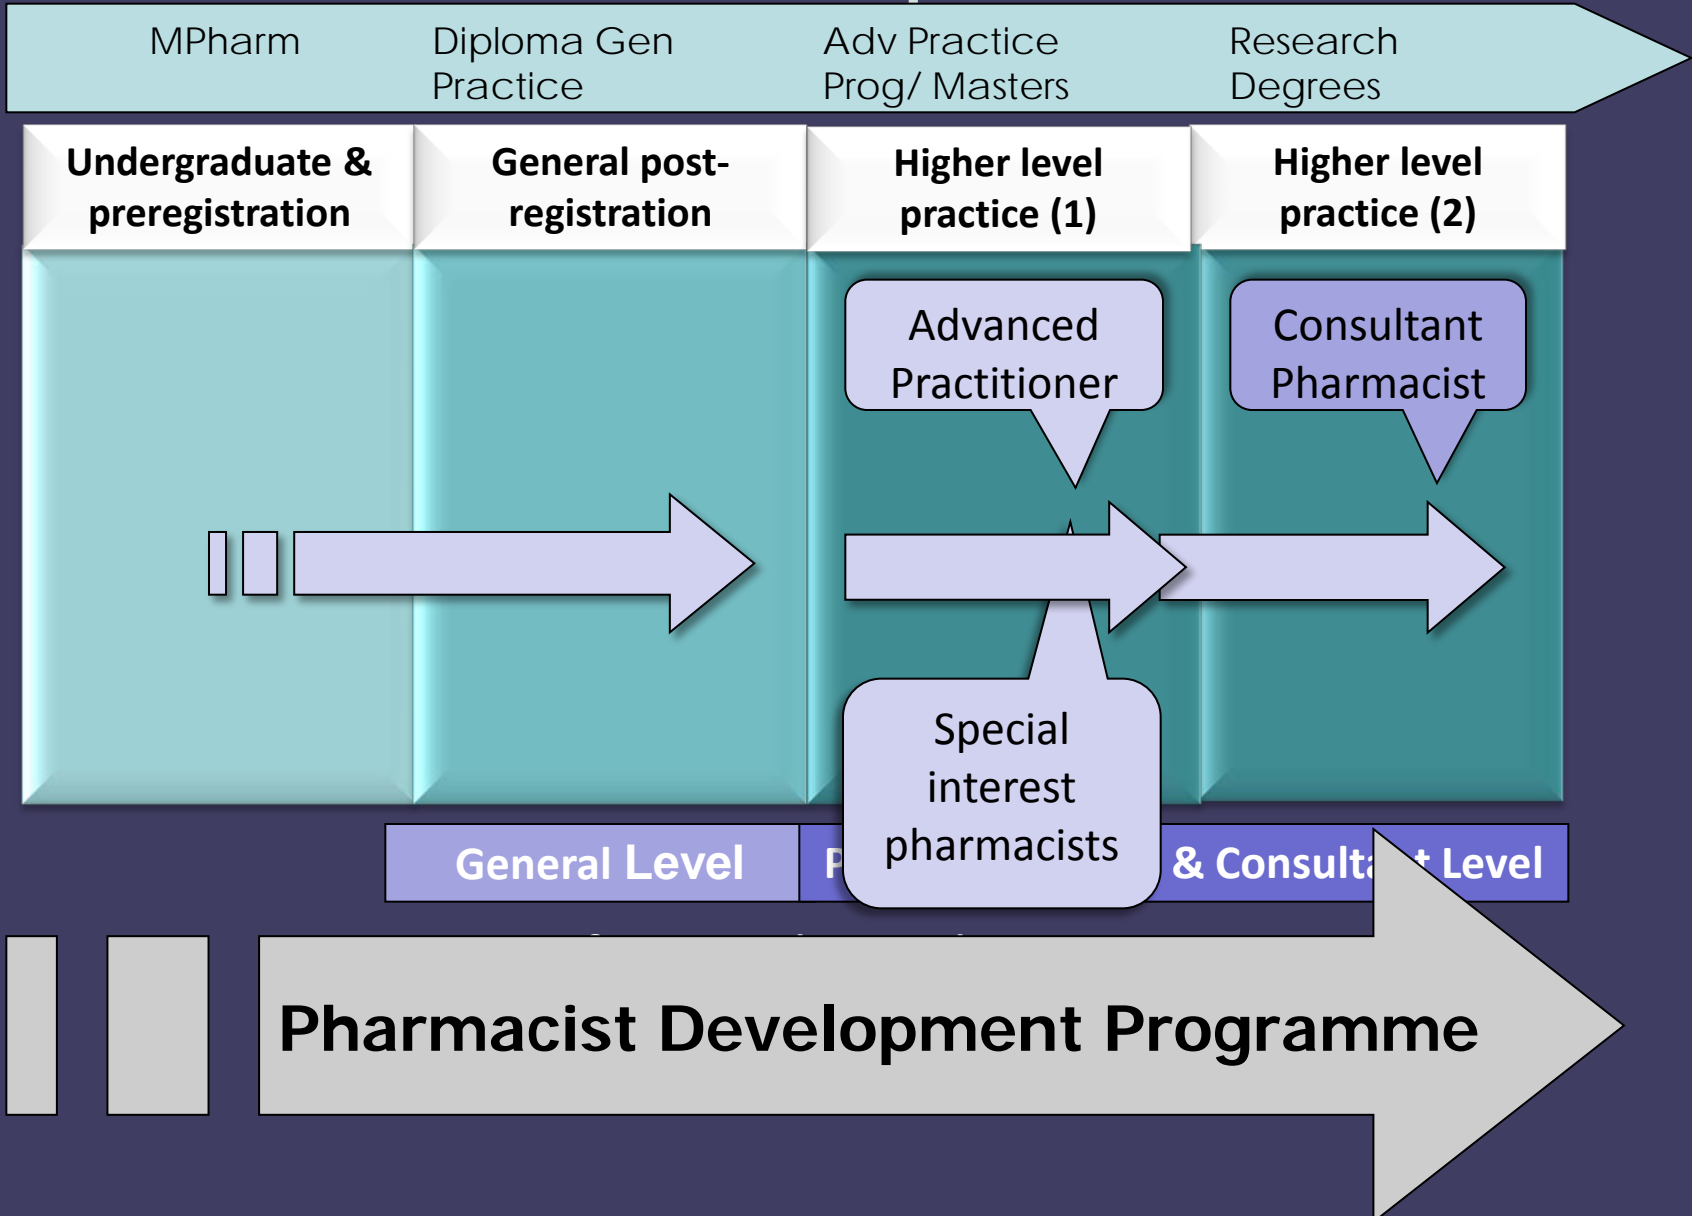 MPharm
Diploma Gen
Practice
Adv Practice
Prog/ Masters
Research
Degrees
Undergraduate &
preregistration
General post-
registration
Higher level
practice (1)
Higher level
practice (2)
Advanced
Practitioner
Consultant
Pharmacist
Special
interest
pharmacists
General Level
& Level
Pharmacist Development Programme